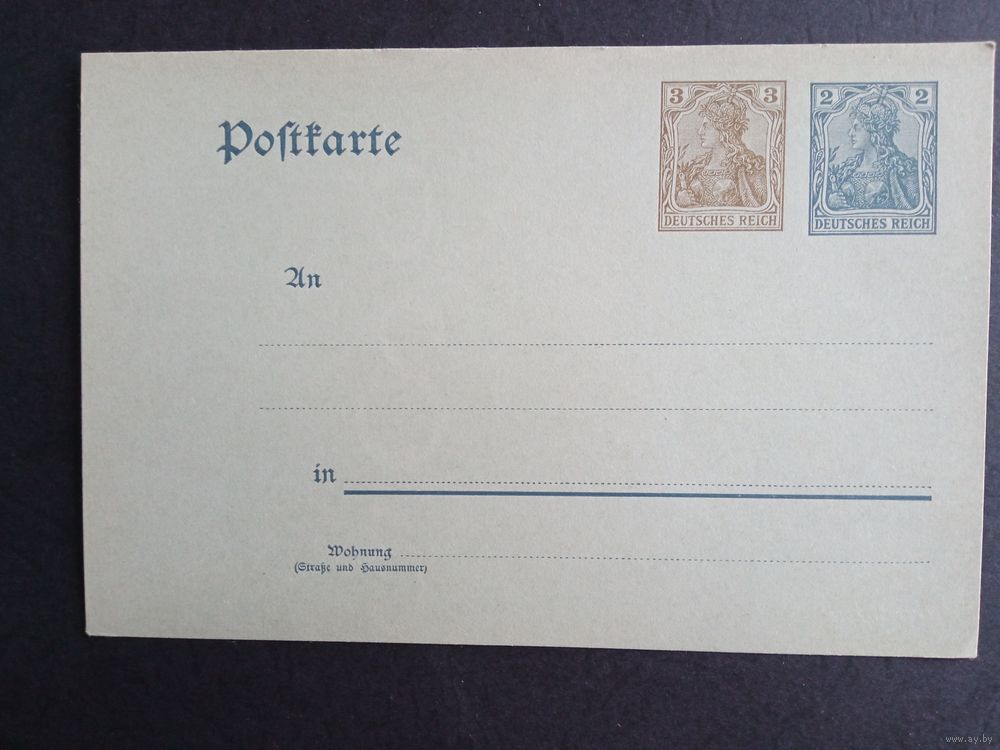 Postkarte
3 3
DEUTSCHES REICH
2 2
DEUTSCHES REICH
An
in
Wohnung
(Straße und Hausnummer)
www.ay.by